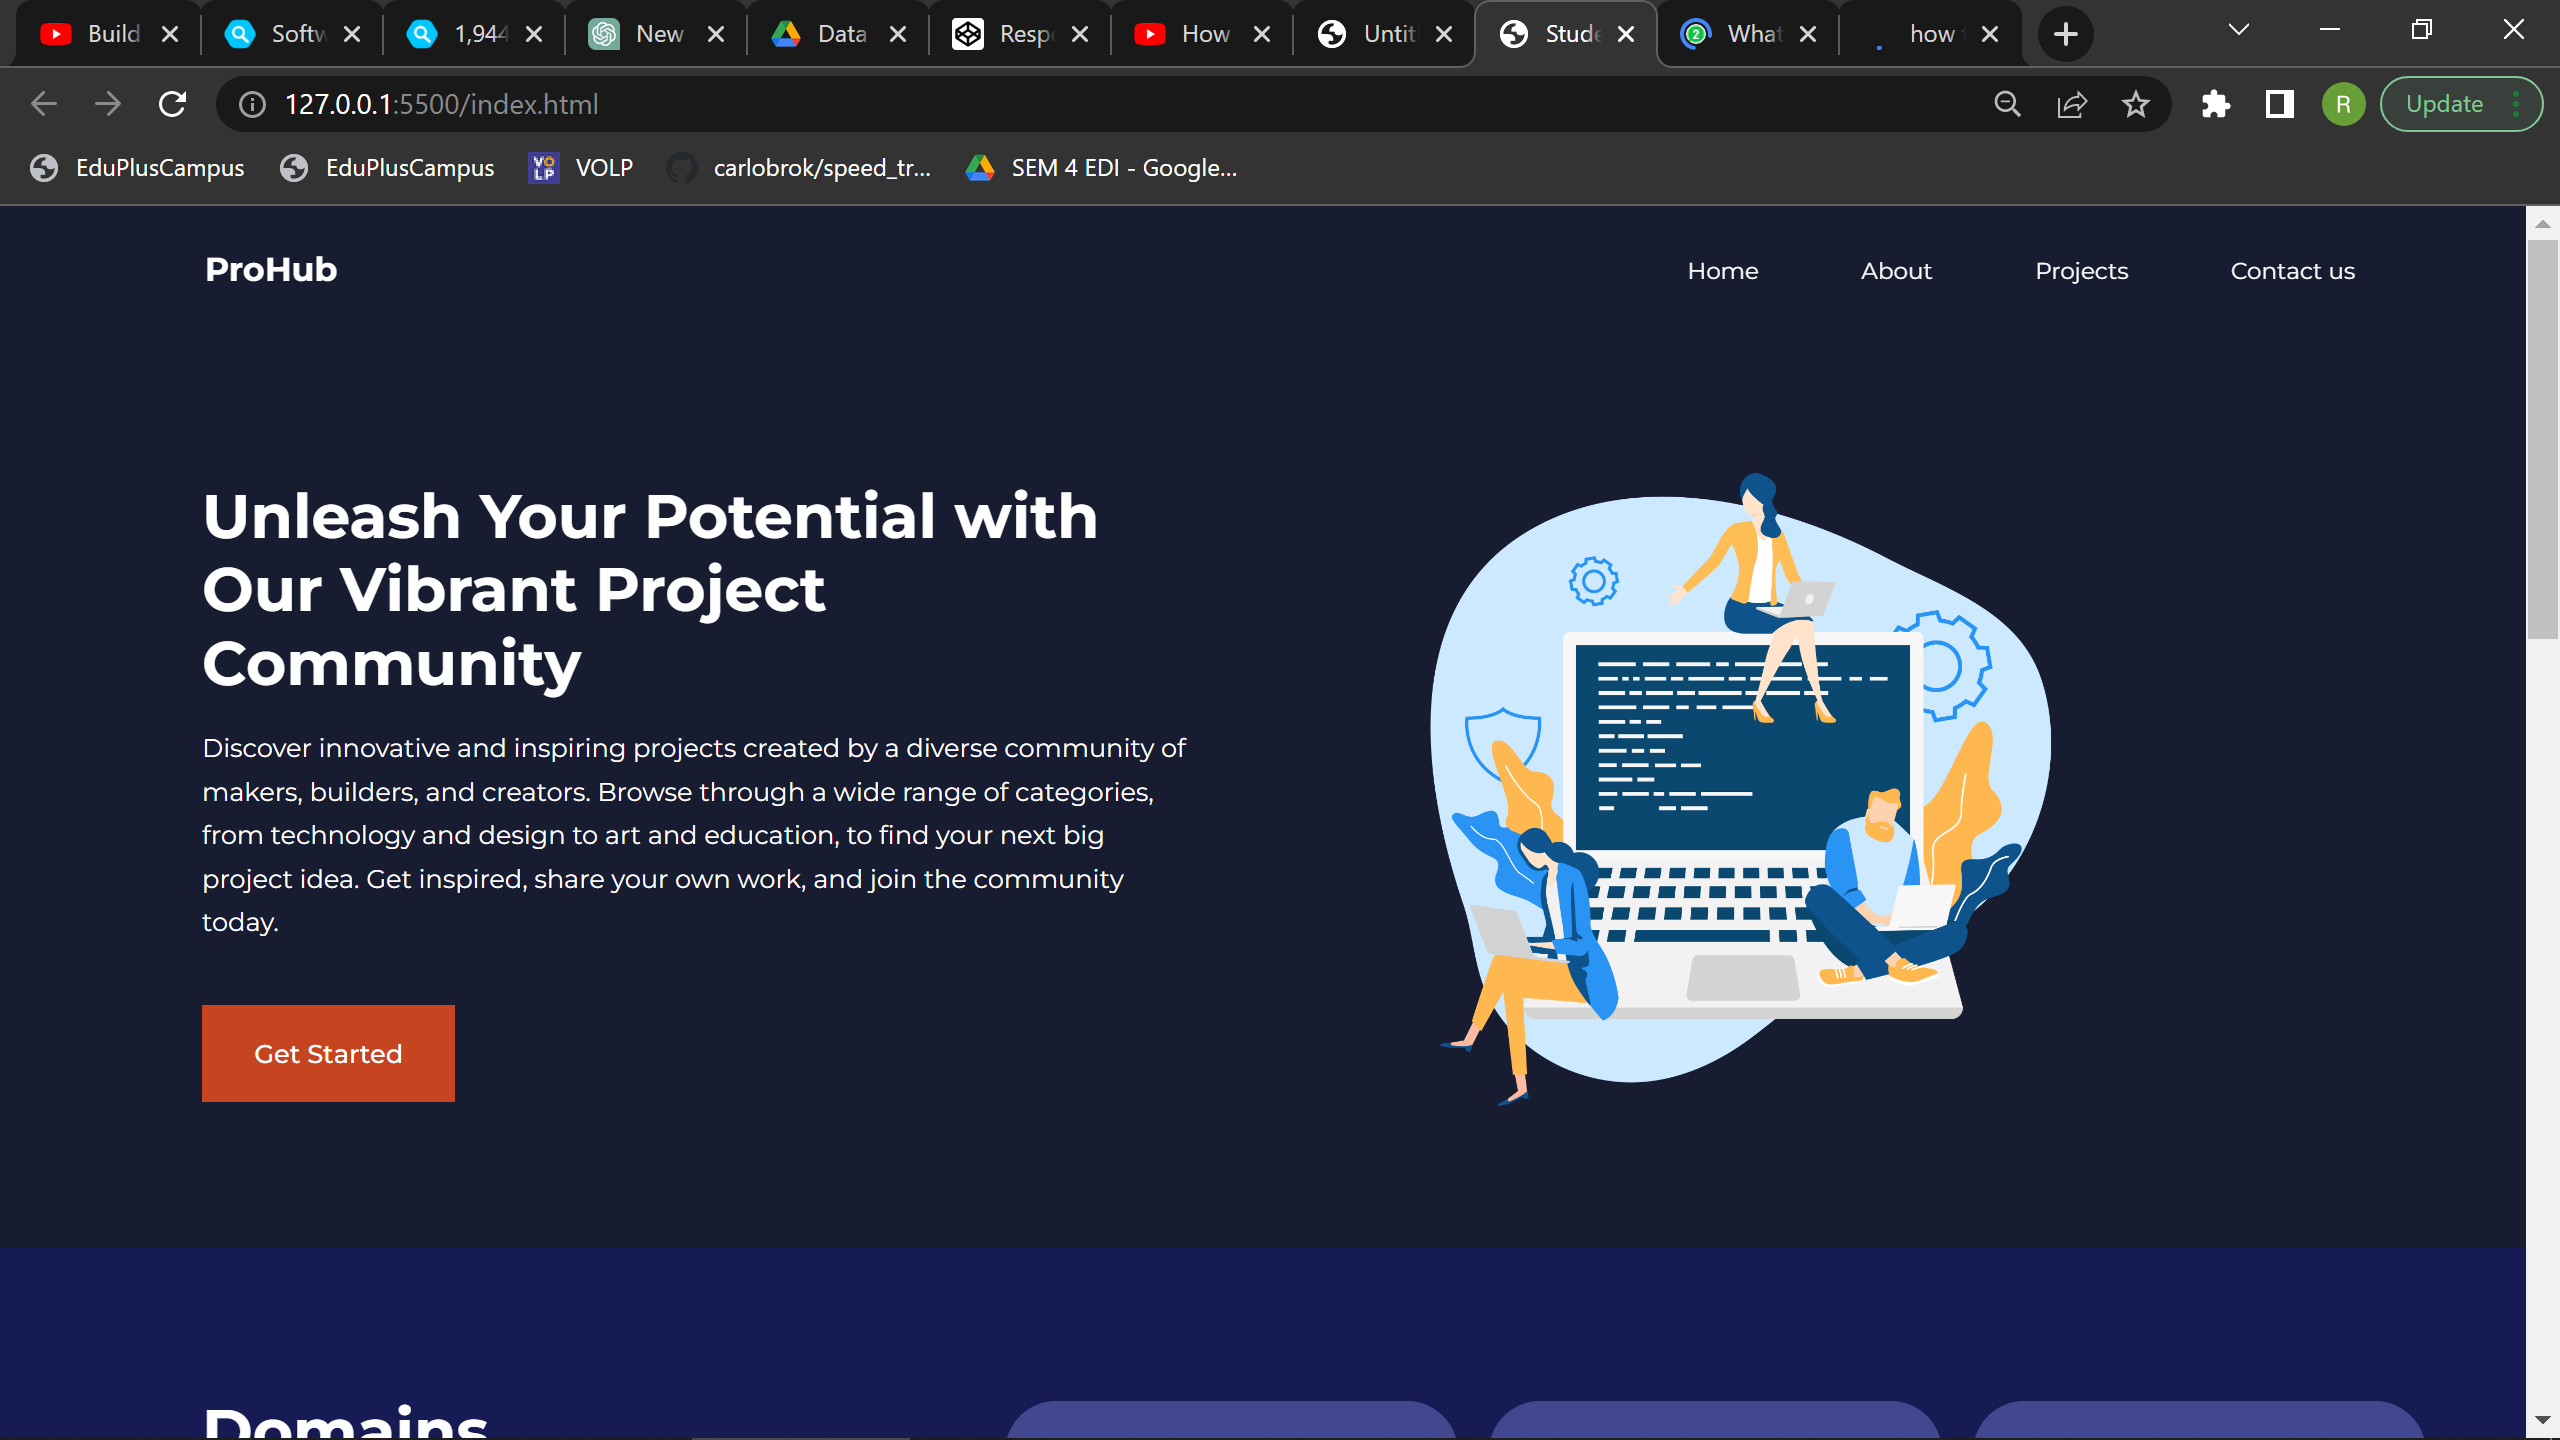 Build
Softw
1,944
New
Data
Resp
How
Untit
Stude
What
how
127.0.0.1:5500/index.html
R
Update
EduPlusCampus
EduPlusCampus
VOLP
VOLP
carlobrok/speed_tr...
SEM 4 EDI - Google...
ProHub
Home
About
Projects
Contact us
Unleash Your Potential with
Our Vibrant Project
Community
Discover innovative and inspiring projects created by a diverse community of
makers, builders, and creators. Browse through a wide range of categories,
from technology and design to art and education, to find your next big
project idea. Get inspired, share your own work, and join the community
today.
Get Started
Domains